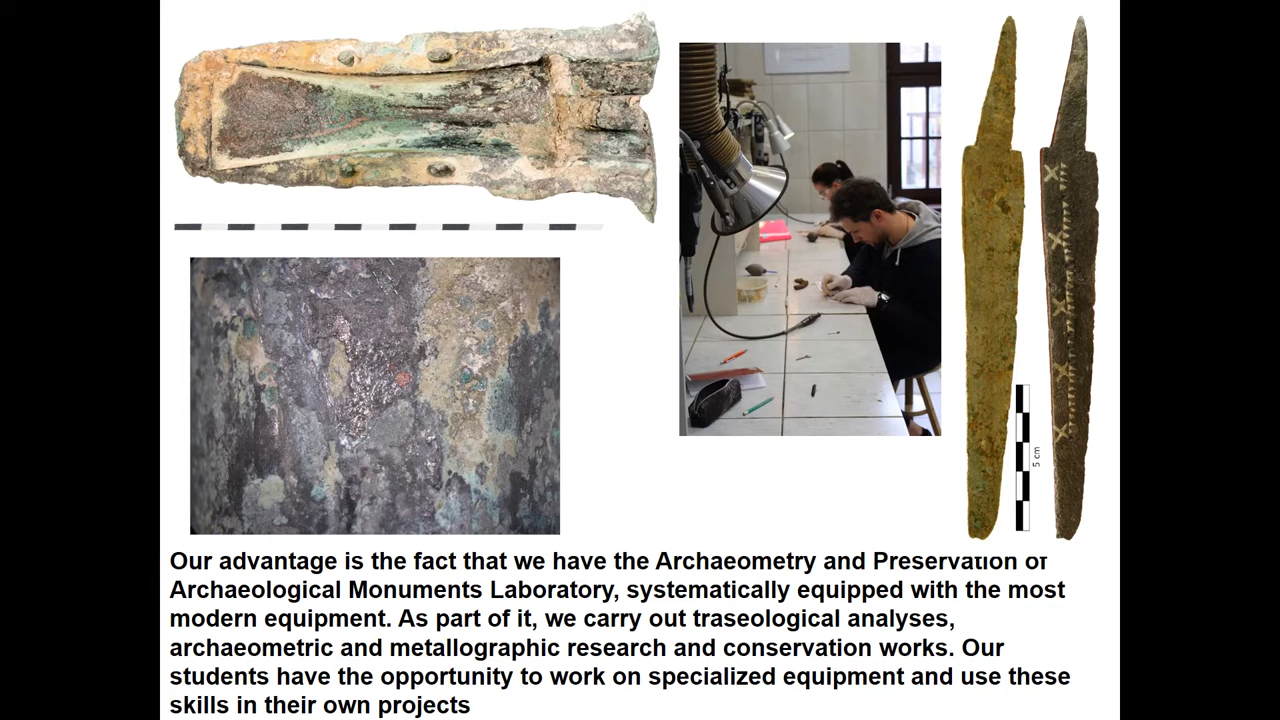 5 cm
Our advantage is the fact that we have the Archaeometry and Preservation of
Archaeological Monuments Laboratory, systematically equipped with the most
modern equipment. As part of it, we carry out traseological analyses,
archaeometric and metallographic research and conservation works. Our
students have the opportunity to work on specialized equipment and use these
skills in their own projects